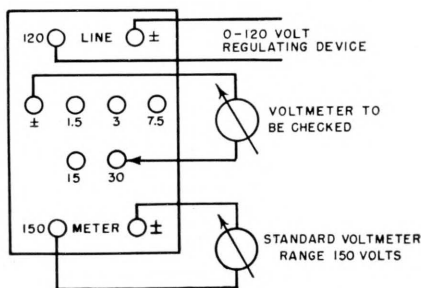 120 LINE ±
0-120 VOLT
REGULATING DEVICE
± 1.5 3 7.5
VOLTMETER TO
BE CHECKED
15 30
150 METER ±
STANDARD VOLTMETER
RANGE 150 VOLTS